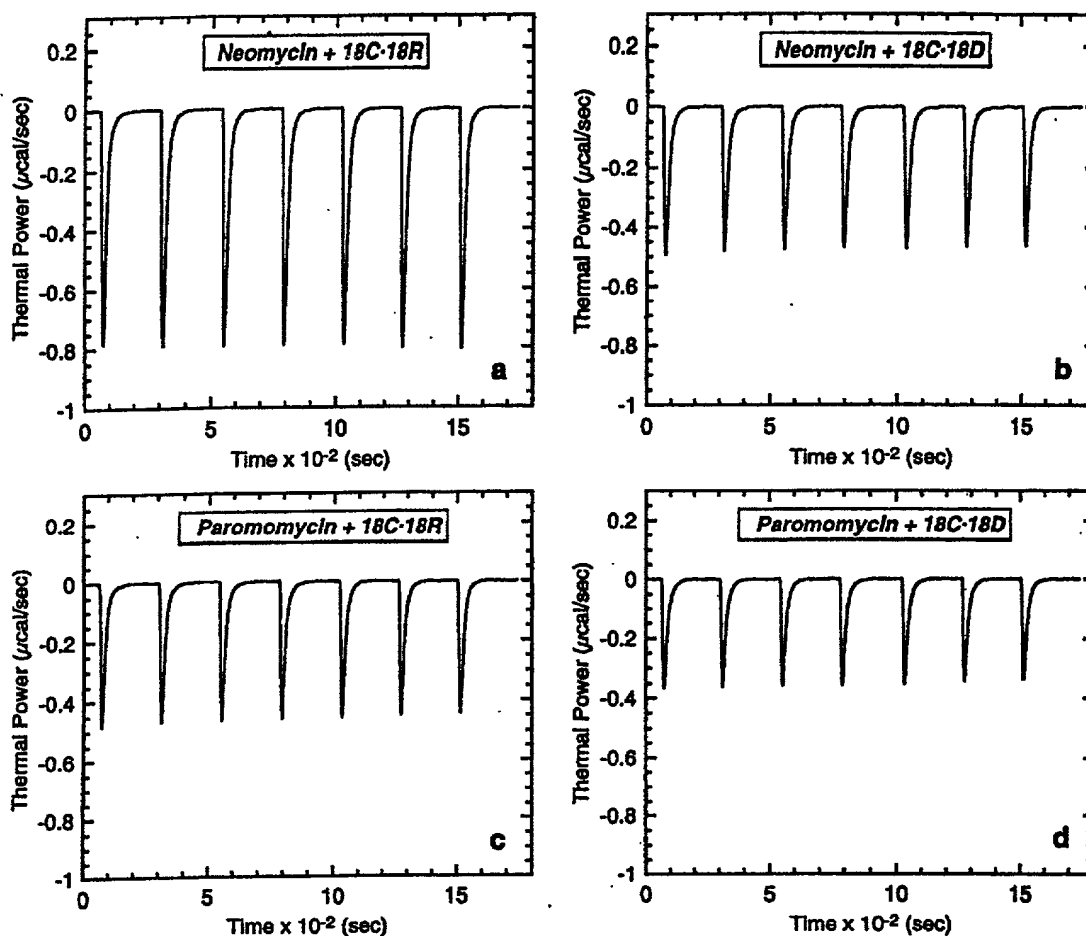 Neomycin + 18C·18R
Thermal Power (μcal/sec)
0.2
0
-0.2
-0.4
-0.6
-0.8
-1
a
0 5 10 15
Time x 10-2 (sec)
Neomycin + 18C·18D
Thermal Power (μcal/sec)
0.2
0
-0.2
-0.4
-0.6
-0.8
-1
b
0 5 10 15
Time x 10-2 (sec)
Paromomycin + 18C·18R
Thermal Power (μcal/sec)
0.2
0
-0.2
-0.4
-0.6
-0.8
-1
c
0 5 10 15
Time x 10-2 (sec)
Paromomycin + 18C·18D
Thermal Power (μcal/sec)
0.2
0
-0.2
-0.4
-0.6
-0.8
-1
d
0 5 10 15
Time x 10-2 (sec)